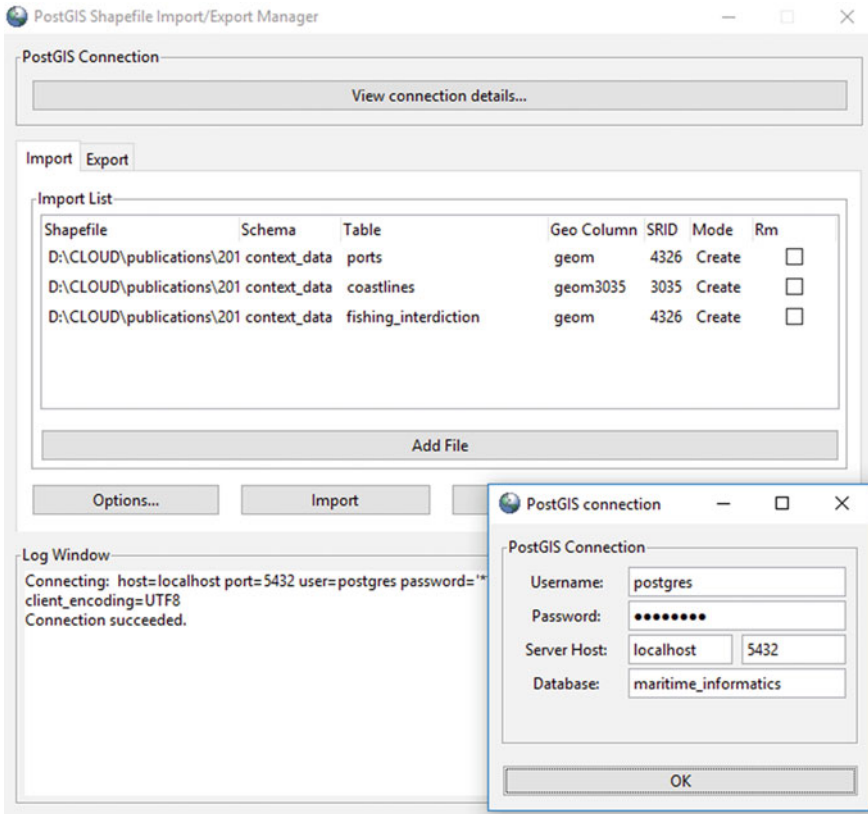 PostGIS Shapefile Import/Export Manager
PostGIS Connection
View connection details...
Import Export
Import List
Shapefile Schema Table Geo Column SRID Mode Rm
D:\CLOUD\publications\201 context_data ports geom 4326 Create
D:\CLOUD\publications\201 context_data coastlines geom3035 3035 Create
D:\CLOUD\publications\201 context_data fishing_interdiction geom 4326 Create
Add File
Options... Import
Log Window
Connecting: host=localhost port=5432 user=postgres password='*
client_encoding=UTF8
Connection succeeded.
PostGIS connection
PostGIS Connection
Username: postgres
Password: ••••••••
Server Host: localhost 5432
Database: maritime_informatics
OK